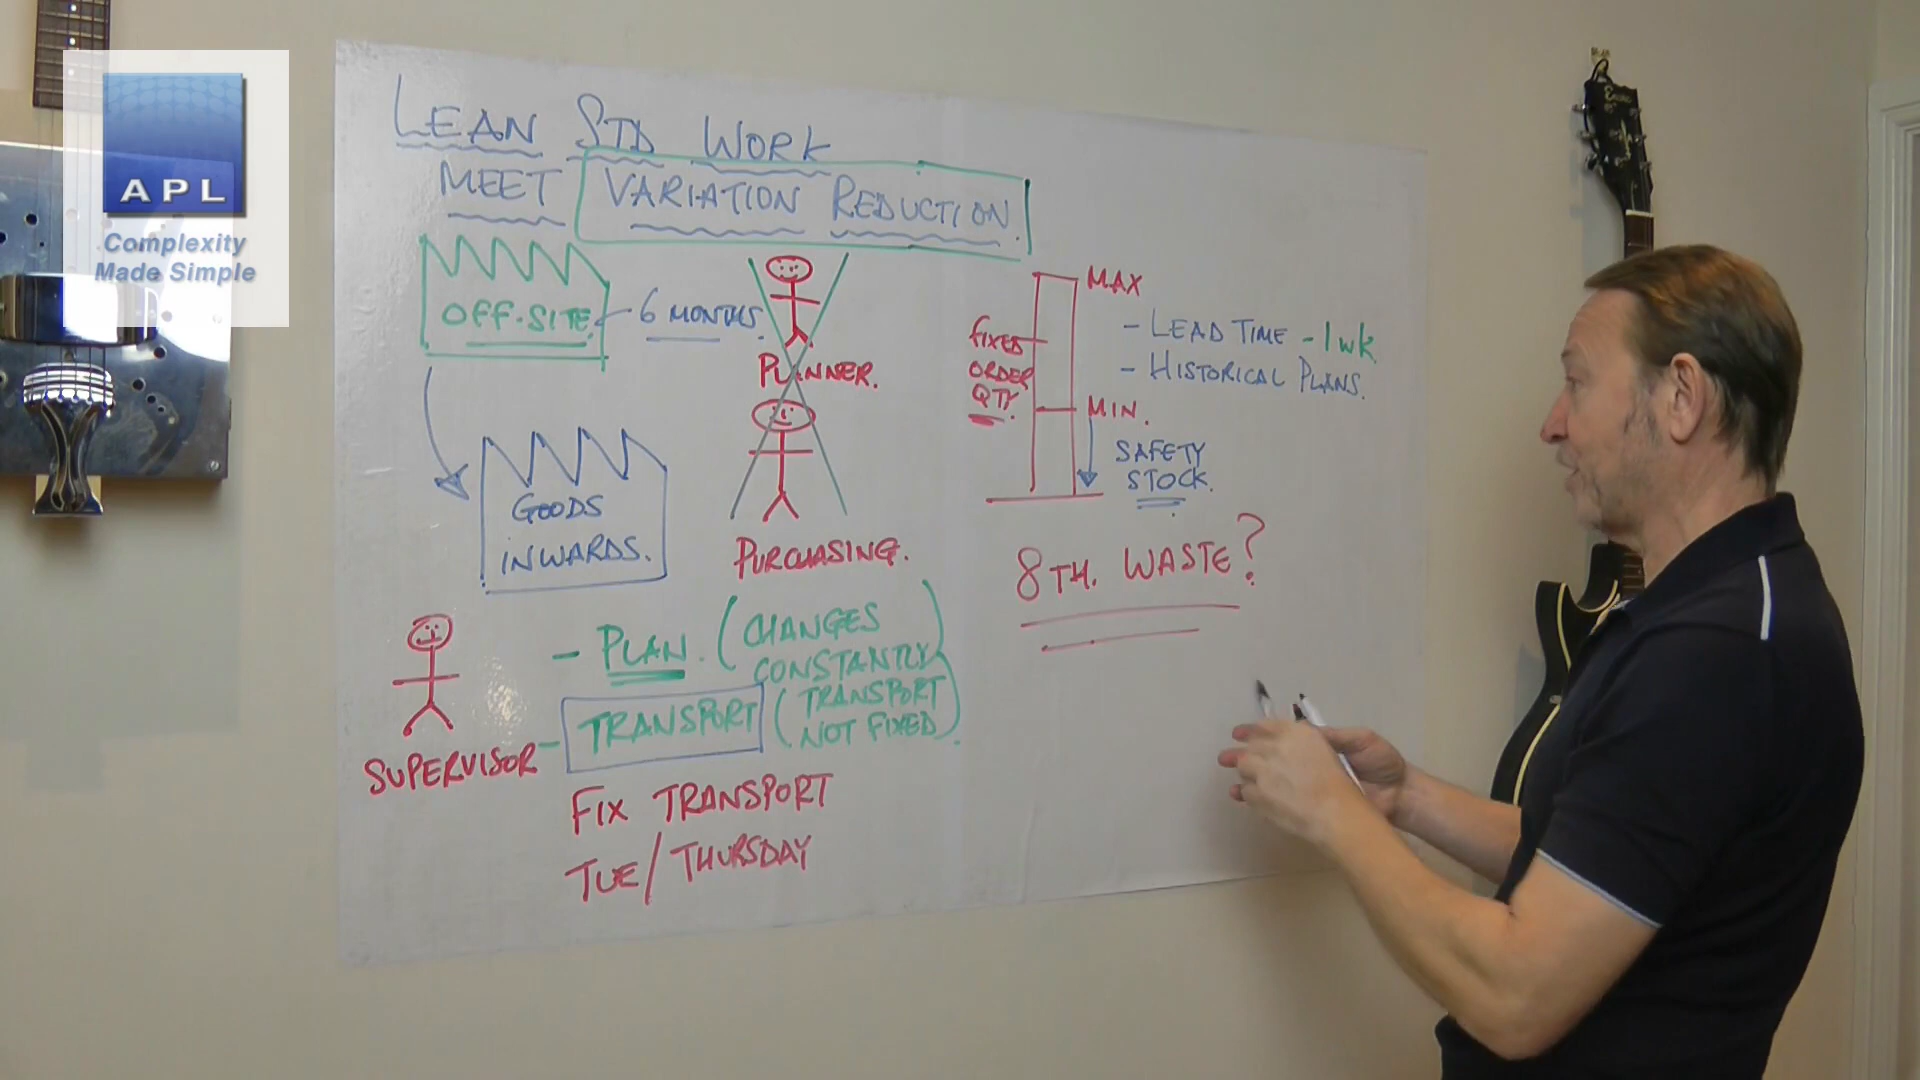 APL
Complexity
Made Simple
LEAN STD WORK
MEET VARIATION REDUCTION.
OFF-SITE
6 MONTHS.
PLANNER.
GOODS
INWARDS.
PURCHASING.
MAX
FIXED
ORDER
QTY.
MIN.
- LEAD TIME - 1wk
- HISTORICAL PLANS.
SAFETY
STOCK.
8TH. WASTE?
SUPERVISOR
- PLAN. (CHANGES
CONSTANTLY)
- TRANSPORT (TRANSPORT
NOT FIXED).
FIX TRANSPORT
TUE/THURSDAY